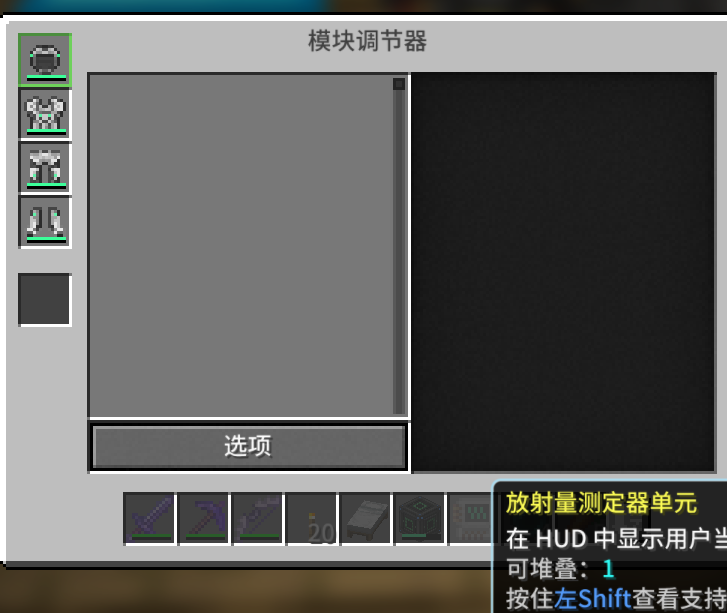 模块调节器
选项
20
放射量测定器单元
在 HUD 中显示用户当
可堆叠：1
按住左Shift查看支持